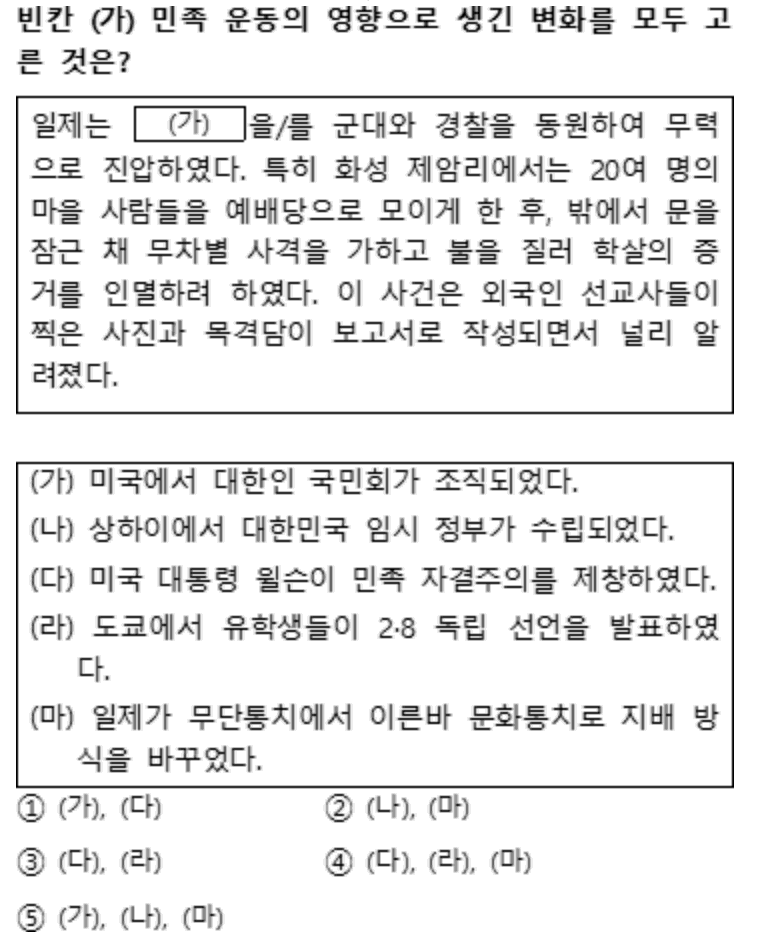 빈칸 (가) 민족 운동의 영향으로 생긴 변화를 모두 고
른 것은?
일제는 (가) 을/를 군대와 경찰을 동원하여 무력
으로 진압하였다. 특히 화성 제암리에서는 20여 명의
마을 사람들을 예배당으로 모이게 한 후, 밖에서 문을
잠근 채 무차별 사격을 가하고 불을 질러 학살의 증
거를 인멸하려 하였다. 이 사건은 외국인 선교사들이
찍은 사진과 목격담이 보고서로 작성되면서 널리 알
려졌다.
(가) 미국에서 대한인 국민회가 조직되었다.
(나) 상하이에서 대한민국 임시 정부가 수립되었다.
(다) 미국 대통령 윌슨이 민족 자결주의를 제창하였다.
(라) 도쿄에서 유학생들이 2·8 독립 선언을 발표하였
다.
(마) 일제가 무단통치에서 이른바 문화통치로 지배 방
식을 바꾸었다.
① (가), (다) ② (나), (마)
③ (다), (라) ④ (다), (라), (마)
⑤ (가), (나), (마)